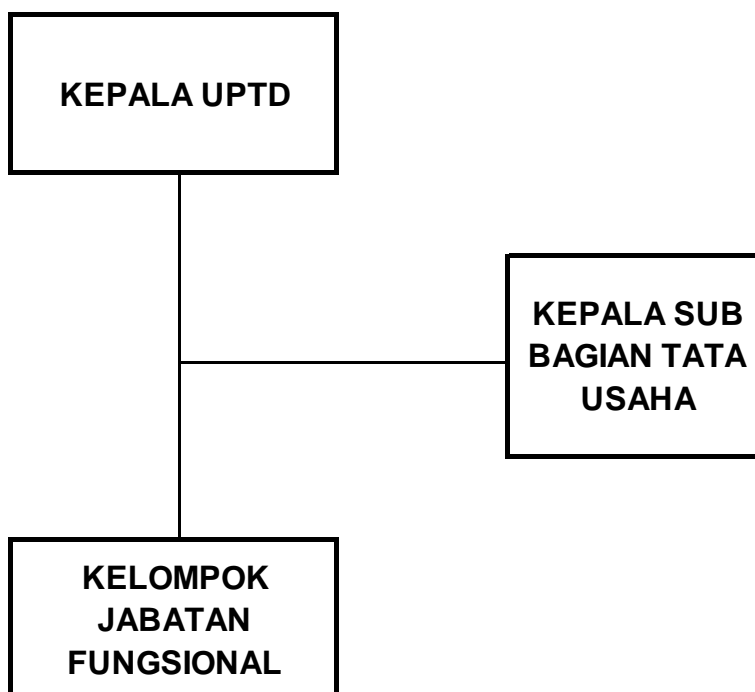 KEPALA UPTD
KEPALA SUB
BAGIAN TATA
USAHA
KELOMPOK
JABATAN
FUNGSIONAL